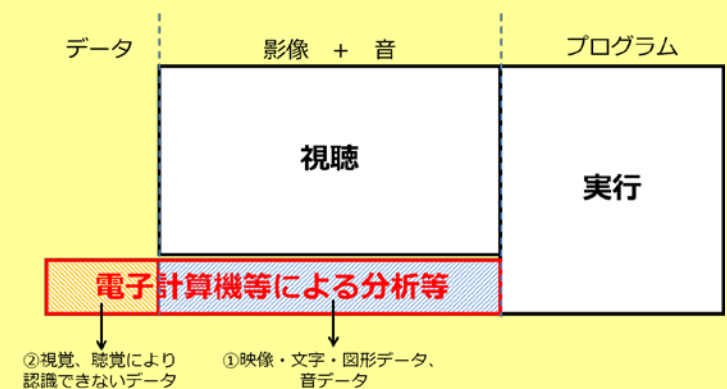 データ
影像 + 音
プログラム
視聴
実行
電子計算機等による分析等
②視覚、聴覚により
認識できないデータ
①映像・文字・図形データ、
音データ